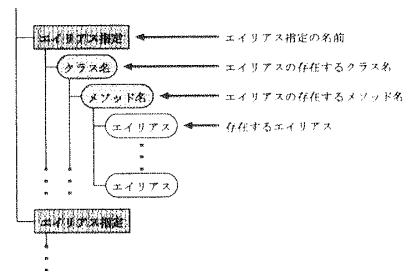 エイリアス指定 エイリアス指定の名前
クラス名 エイリアスの存在するクラス名
メソッド名 エイリアスの存在するメソッド名
エイリアス 存在するエイリアス
エイリアス
エイリアス指定